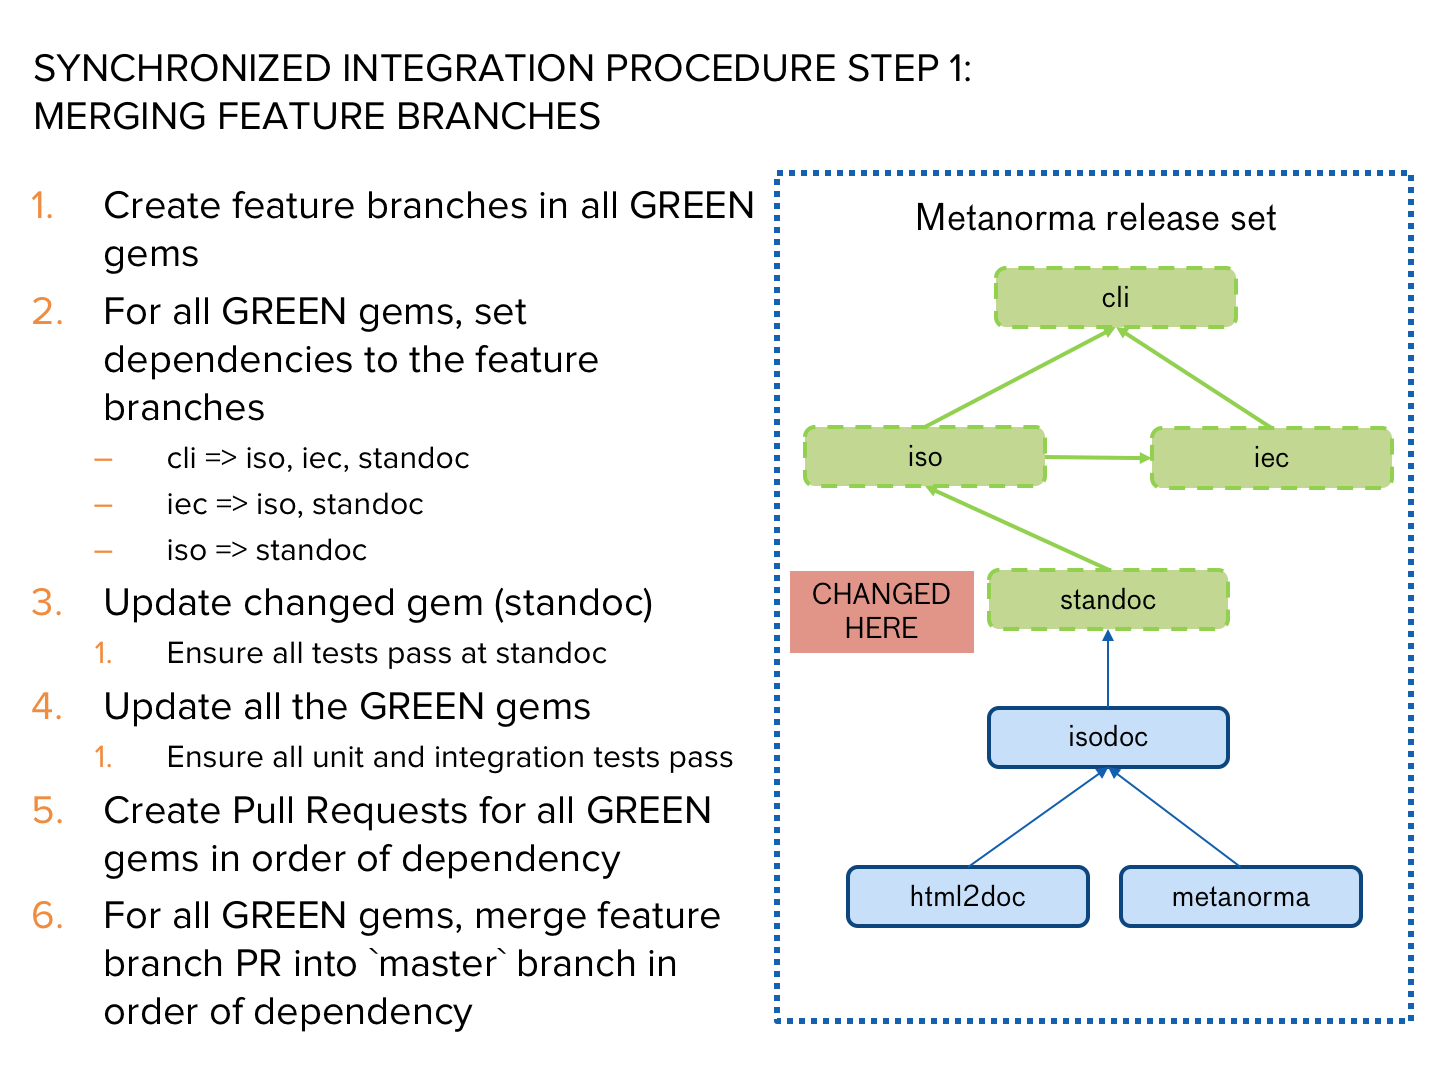 SYNCHRONIZED INTEGRATION PROCEDURE STEP 1:
MERGING FEATURE BRANCHES
1. Create feature branches in all GREEN
gems
2. For all GREEN gems, set
dependencies to the feature
branches
– cli => iso, iec, standoc
– iec => iso, standoc
– iso => standoc
3. Update changed gem (standoc)
1. Ensure all tests pass at standoc
4. Update all the GREEN gems
1. Ensure all unit and integration tests pass
5. Create Pull Requests for all GREEN
gems in order of dependency
6. For all GREEN gems, merge feature
branch PR into `master` branch in
order of dependency
Metanorma release set
cli
iso
iec
CHANGED
HERE
standoc
isodoc
html2doc
metanorma